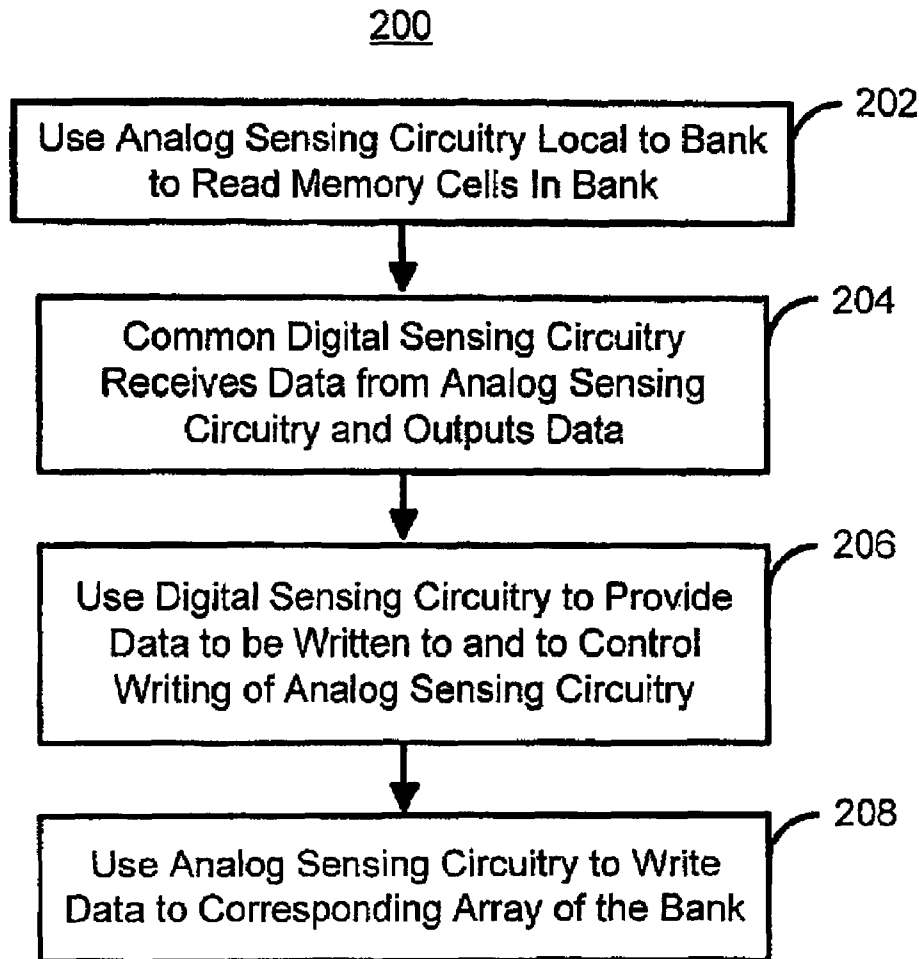 200
202
Use Analog Sensing Circuitry Local to Bank
to Read Memory Cells In Bank
204
Common Digital Sensing Circuitry
Receives Data from Analog Sensing
Circuitry and Outputs Data
206
Use Digital Sensing Circuitry to Provide
Data to be Written to and to Control
Writing of Analog Sensing Circuitry
208
Use Analog Sensing Circuitry to Write
Data to Corresponding Array of the Bank